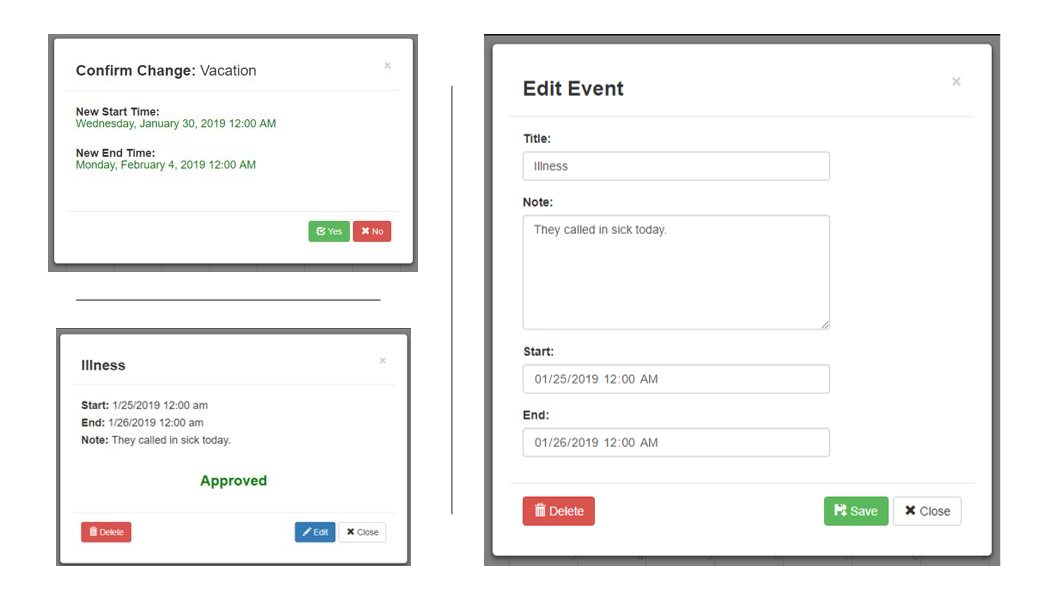 Confirm Change: Vacation ×
New Start Time:
Wednesday, January 30, 2019 12:00 AM
New End Time:
Monday, February 4, 2019 12:00 AM
Yes No
Illness ×
Start: 1/25/2019 12:00 am
End: 1/26/2019 12:00 am
Note: They called in sick today.
Approved
Delete Edit Close
Edit Event ×
Title:
Illness
Note:
They called in sick today.
Start:
01/25/2019 12:00 AM
End:
01/26/2019 12:00 AM
Delete Save Close